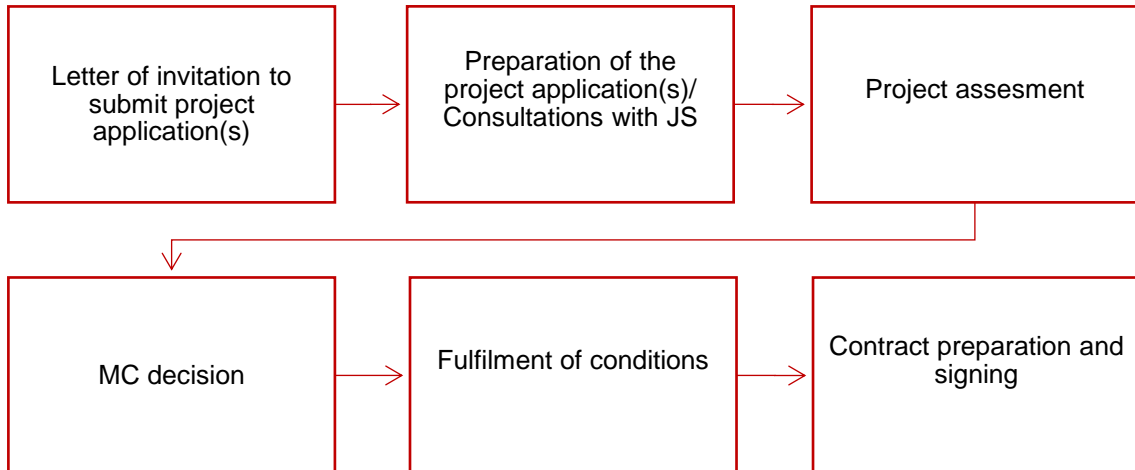 Letter of invitation to
submit project
application(s)
Preparation of the
project application(s)/
Consultations with JS
Project assesment
MC decision
Fulfilment of conditions
Contract preparation and
signing